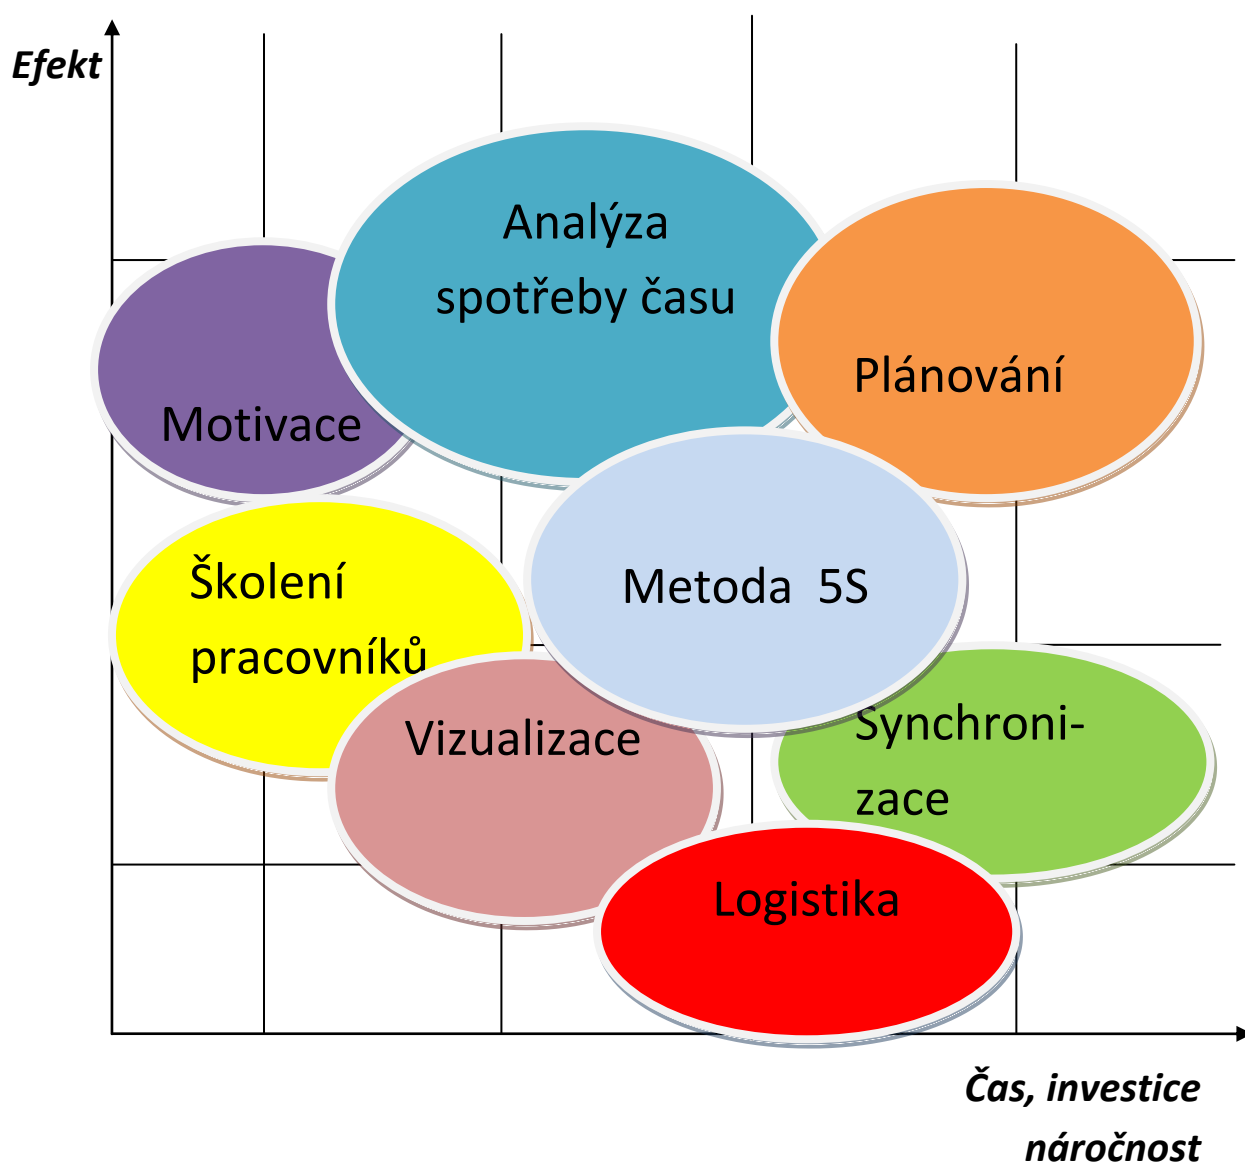 Efekt
Analýza
spotřeby času
Plánování
Motivace
Školení
pracovníků
Metoda 5S
Vizualizace
Synchroni-
zace
Logistika
Čas, investice
náročnost